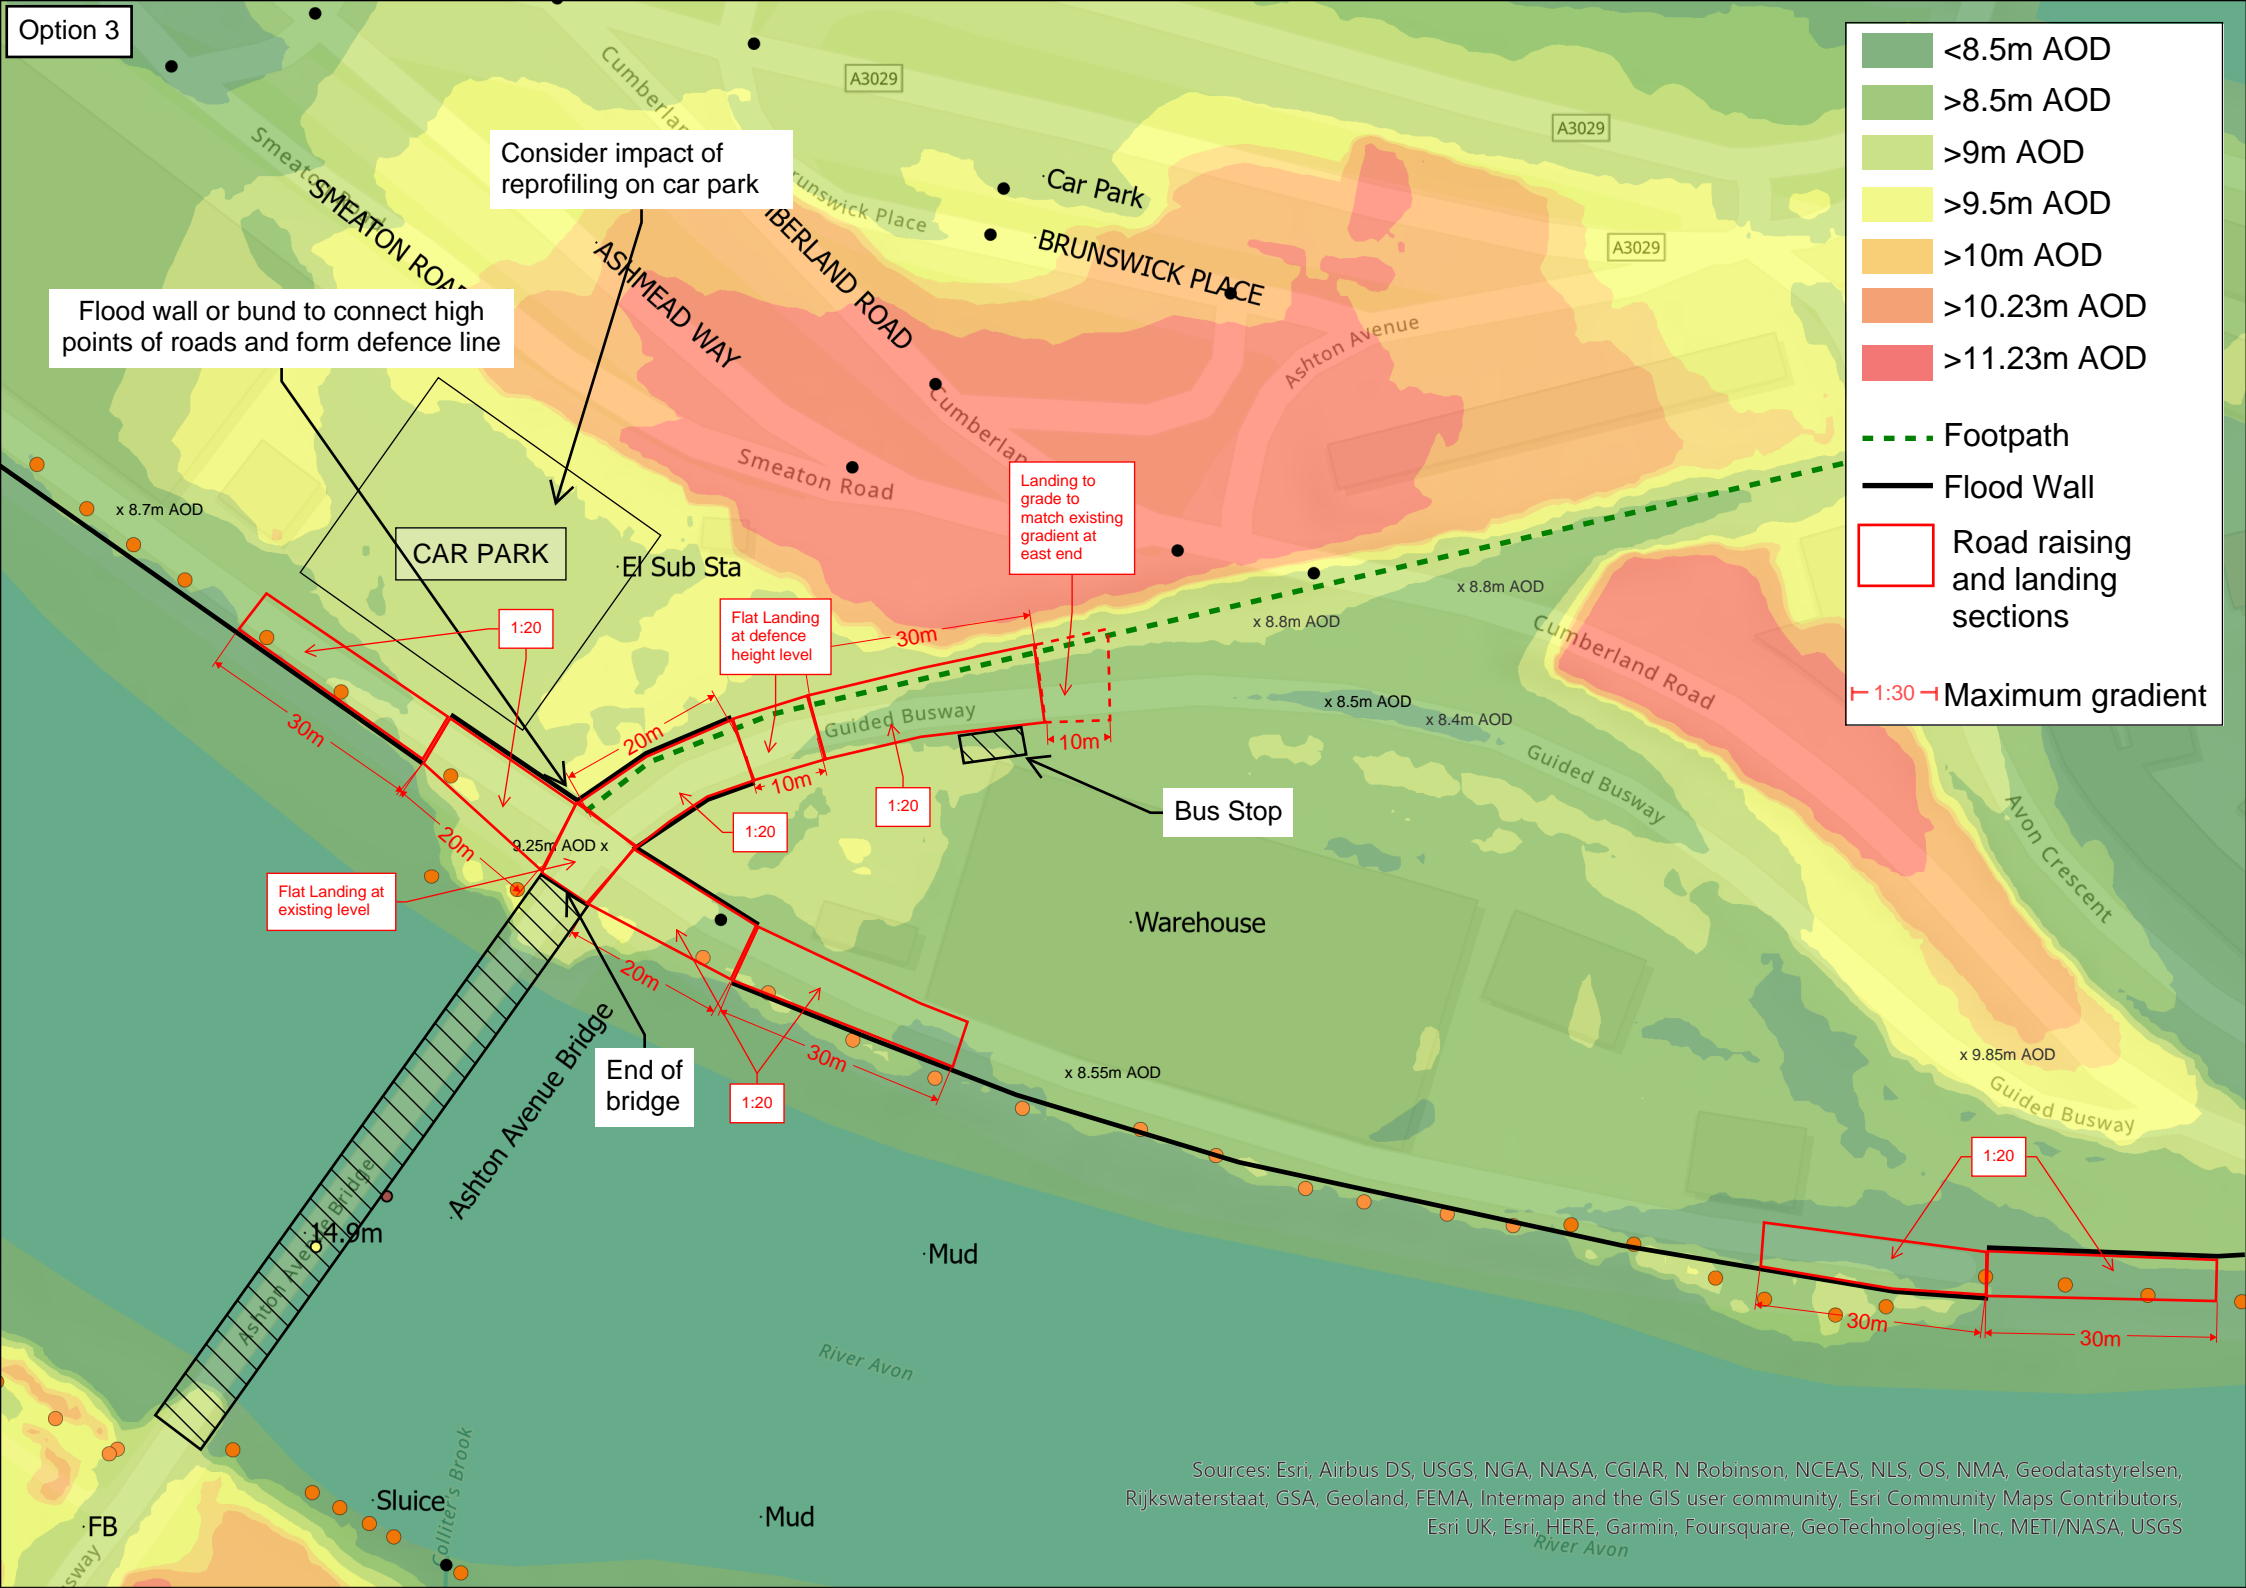 Option 3
<8.5m AOD
>8.5m AOD
>9m AOD
>9.5m AOD
>10m AOD
>10.23m AOD
>11.23m AOD
Footpath
Flood Wall
Road raising
and landing
sections
1:30
Maximum gradient
A3029
A3029
A3029
Smeaton
SMEATON ROAD
Consider impact of
reprofiling on car park
Flood wall or bund to connect high
points of roads and form defence line
ASHMEAD WAY
BERLAND ROAD
runswick Place
Car Park
BRUNSWICK PLACE
Ashton Avenue
Cumberlan
Smeaton Road
Landing to
grade to
match existing
gradient at
east end
x 8.7m AOD
CAR PARK
El Sub Sta
x 8.8m AOD
x 8.8m AOD
Cumberland Road
1:20
Flat Landing
at defence
height level
30m
30m
20m
Guided Busway
10m
10m
x 8.5m AOD
x 8.4m AOD
Guided Busway
1:20
1:20
Bus Stop
Avon Crescent
20m
9.25m AOD x
Flat Landing at
existing level
Warehouse
20m
30m
End of
bridge
1:20
x 8.55m AOD
x 9.85m AOD
Guided Busway
1:20
Ashton Avenue Bridge
Ashton Avenue Bridge
14.9m
Mud
30m
30m
River Avon
Colliter's Brook
Sluice
Mud
FB
sway
River Avon
Sources: Esri, Airbus DS, USGS, NGA, NASA, CGIAR, N Robinson, NCEAS, NLS, OS, NMA, Geodatastyrelsen,
Rijkswaterstaat, GSA, Geoland, FEMA, Intermap and the GIS user community, Esri Community Maps Contributors,
Esri UK, Esri, HERE, Garmin, Foursquare, GeoTechnologies, Inc, METI/NASA, USGS